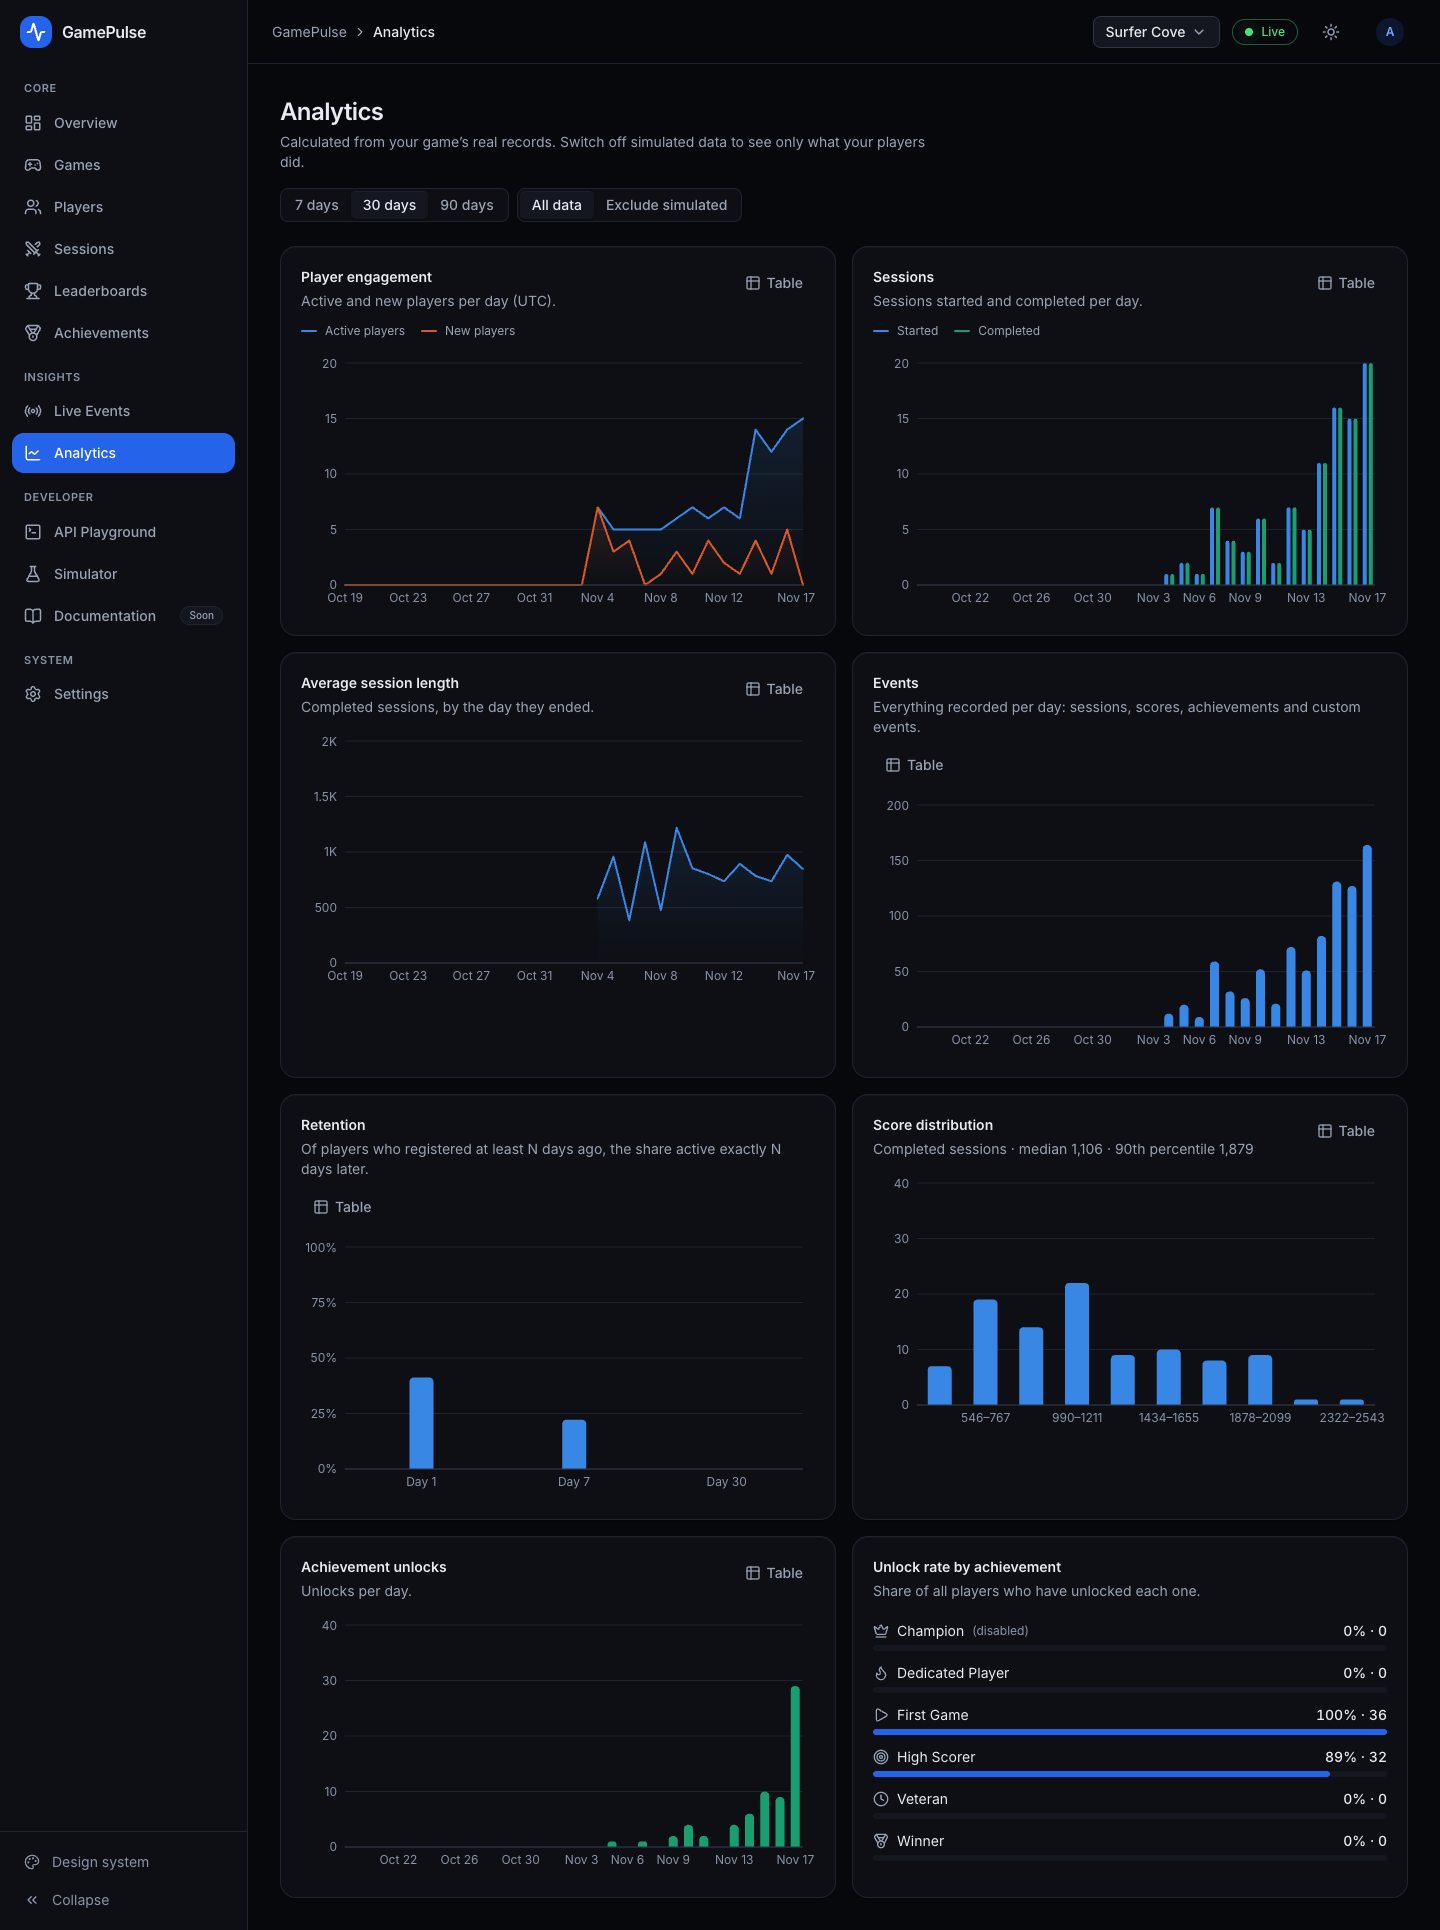 GamePulse
CORE
Overview
Games
Players
Sessions
Leaderboards
Achievements
INSIGHTS
Live Events
Analytics
DEVELOPER
API Playground
Simulator
Documentation Soon
SYSTEM
Settings
Design system
Collapse
GamePulse Analytics
Surfer Cove Live A
Analytics
Calculated from your game’s real records. Switch off simulated data to see only what your players
did.
7 days 30 days 90 days All data Exclude simulated
Player engagement
Active and new players per day (UTC).
Table
Active players New players
20
15
10
5
0
Oct 19 Oct 23 Oct 27 Oct 31 Nov 4 Nov 8 Nov 12 Nov 17
Sessions
Sessions started and completed per day.
Table
Started Completed
20
15
10
5
0
Oct 22 Oct 26 Oct 30 Nov 3 Nov 6 Nov 9 Nov 13 Nov 17
Average session length
Completed sessions, by the day they ended.
Table
2K
1.5K
1K
500
0
Oct 19 Oct 23 Oct 27 Oct 31 Nov 4 Nov 8 Nov 12 Nov 17
Events
Everything recorded per day: sessions, scores, achievements and custom
events.
Table
200
150
100
50
0
Oct 22 Oct 26 Oct 30 Nov 3 Nov 6 Nov 9 Nov 13 Nov 17
Retention
Of players who registered at least N days ago, the share active exactly N
days later.
Table
100%
75%
50%
25%
0%
Day 1 Day 7 Day 30
Score distribution
Completed sessions · median 1,106 · 90th percentile 1,879
Table
40
30
20
10
0
546–767 990–1211 1434–1655 1878–2099 2322–2543
Achievement unlocks
Unlocks per day.
Table
40
30
20
10
0
Oct 22 Oct 26 Oct 30 Nov 3 Nov 6 Nov 9 Nov 13 Nov 17
Unlock rate by achievement
Share of all players who have unlocked each one.
Champion (disabled) 0% · 0
Dedicated Player 0% · 0
First Game 100% · 36
High Scorer 89% · 32
Veteran 0% · 0
Winner 0% · 0